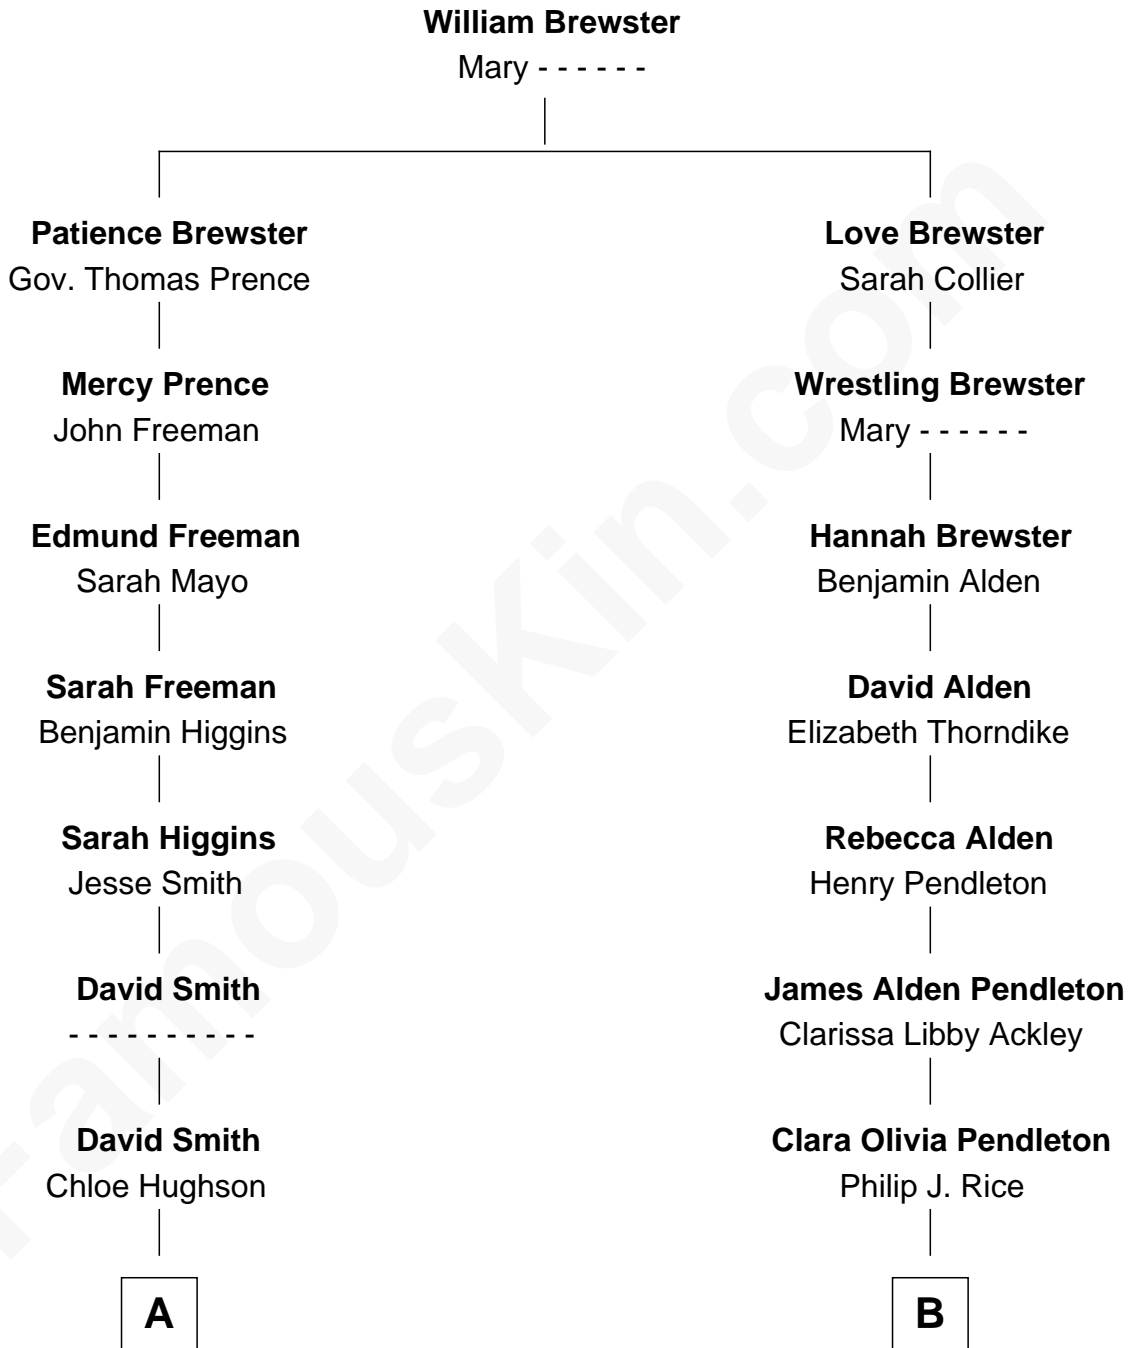 William Brewster
Mary - - - - - -
Patience Brewster
Gov. Thomas Prence
Love Brewster
Sarah Collier
Mercy Prence
John Freeman
Wrestling Brewster
Mary - - - - - -
Edmund Freeman
Sarah Mayo
Hannah Brewster
Benjamin Alden
Sarah Freeman
Benjamin Higgins
David Alden
Elizabeth Thorndike
Sarah Higgins
Jesse Smith
Rebecca Alden
Henry Pendleton
David Smith
- - - - - - - - - -
James Alden Pendleton
Clarissa Libby Ackley
David Smith
Chloe Hughson
Clara Olivia Pendleton
Philip J. Rice
A
B
FamousKin.com